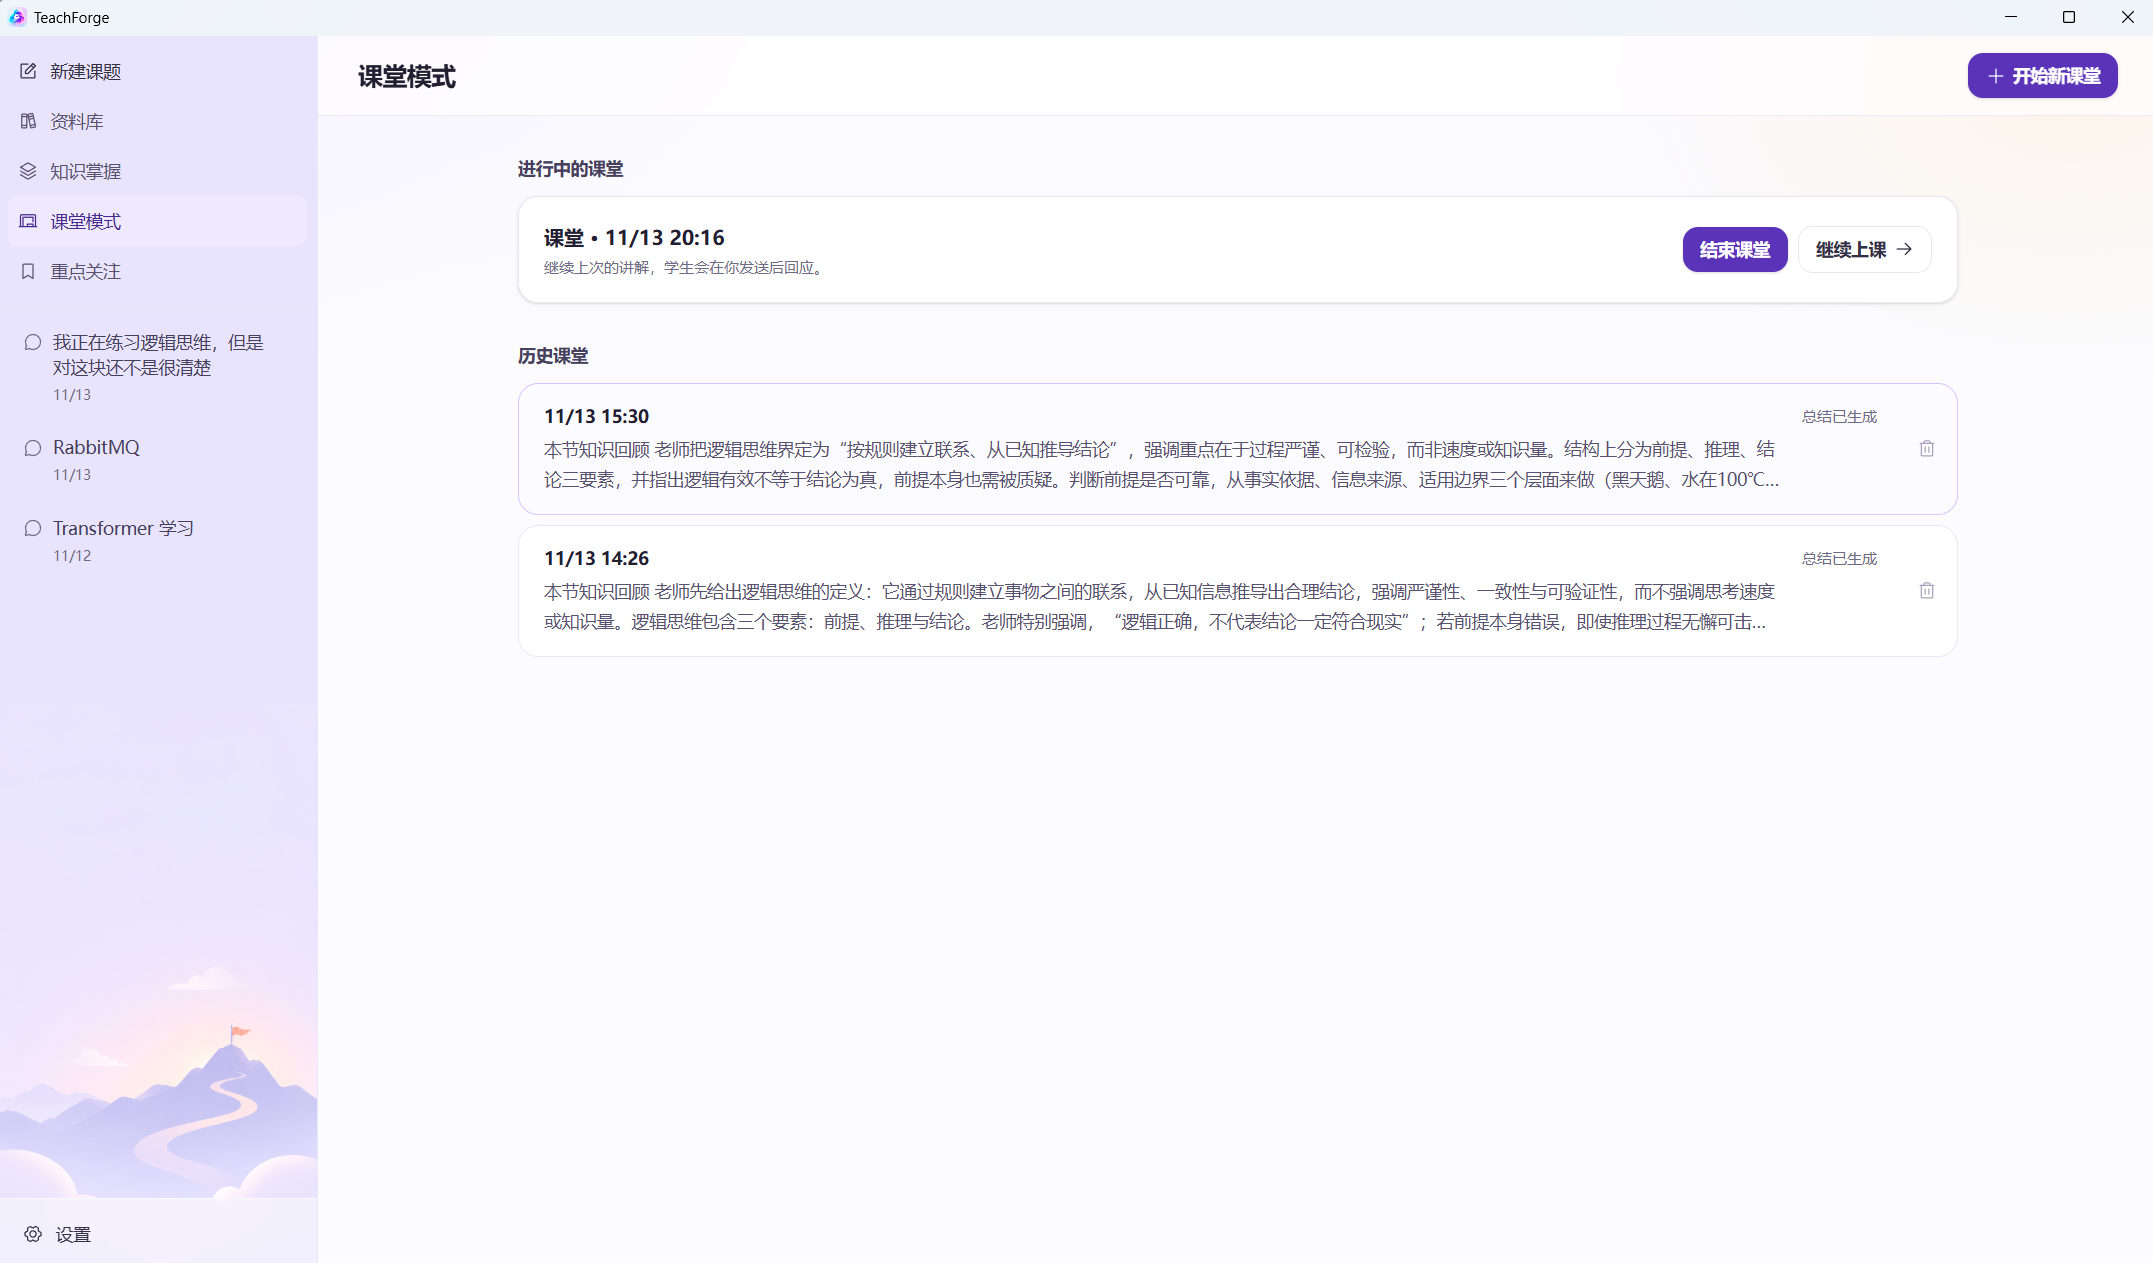 TeachForge
新建课题
资料库
知识掌握
课堂模式
重点关注
我正在练习逻辑思维，但是
对这块还不是很清楚
11/13
RabbitMQ
11/13
Transformer 学习
11/12
设置
课堂模式
开始新课堂
进行中的课堂
课堂 • 11/13 20:16
继续上次的讲解，学生会在你发送后回应。
结束课堂
继续上课
历史课堂
11/13 15:30
总结已生成
本节知识回顾 老师把逻辑思维界定为“按规则建立联系、从已知推导结论”，强调重点在于过程严谨、可检验，而非速度或知识量。结构上分为前提、推理、结
论三要素，并指出逻辑有效不等于结论为真，前提本身也需被质疑。判断前提是否可靠，从事实依据、信息来源、适用边界三个层面来做（黑天鹅、水在100℃...
11/13 14:26
总结已生成
本节知识回顾 老师先给出逻辑思维的定义：它通过规则建立事物之间的联系，从已知信息推导出合理结论，强调严谨性、一致性与可验证性，而不强调思考速度
或知识量。逻辑思维包含三个要素：前提、推理与结论。老师特别强调，“逻辑正确，不代表结论一定符合现实”；若前提本身错误，即使推理过程无懈可击...